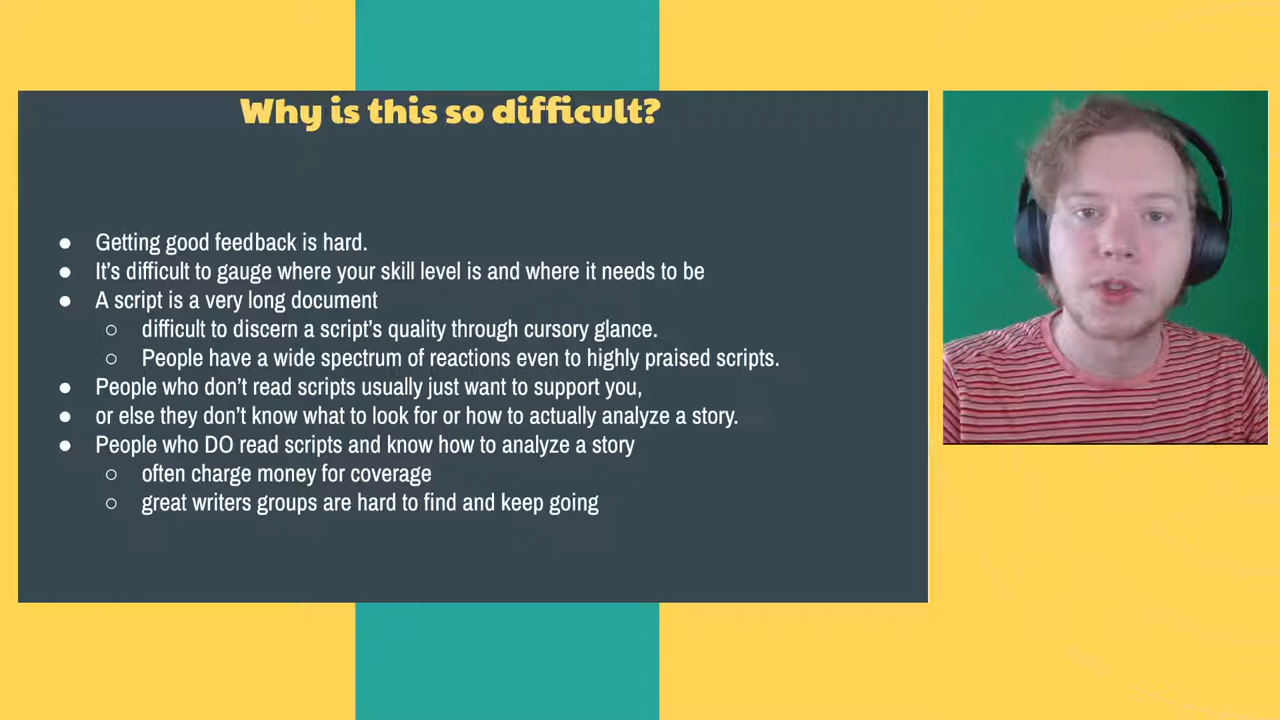 Why is this so difficult?
● Getting good feedback is hard.
● It's difficult to gauge where your skill level is and where it needs to be
● A script is a very long document
○ difficult to discern a script's quality through cursory glance.
○ People have a wide spectrum of reactions even to highly praised scripts.
● People who don't read scripts usually just want to support you,
● or else they don't know what to look for or how to actually analyze a story.
● People who DO read scripts and know how to analyze a story
○ often charge money for coverage
○ great writers groups are hard to find and keep going